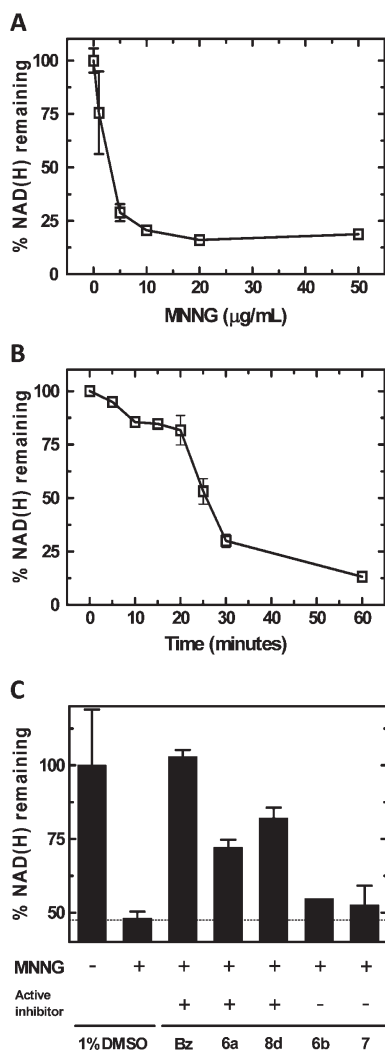 A
% NAD(H) remaining
100
75
50
25
0
0 10 20 30 40 50
MNNG (μg/mL)
B
% NAD(H) remaining
100
75
50
25
0
0 10 20 30 40 50 60
Time (minutes)
C
% NAD(H) remaining
100
75
50
MNNG - + + + + + +
Active inhibitor + + + - -
1% DMSO Bz 6a 8d 6b 7